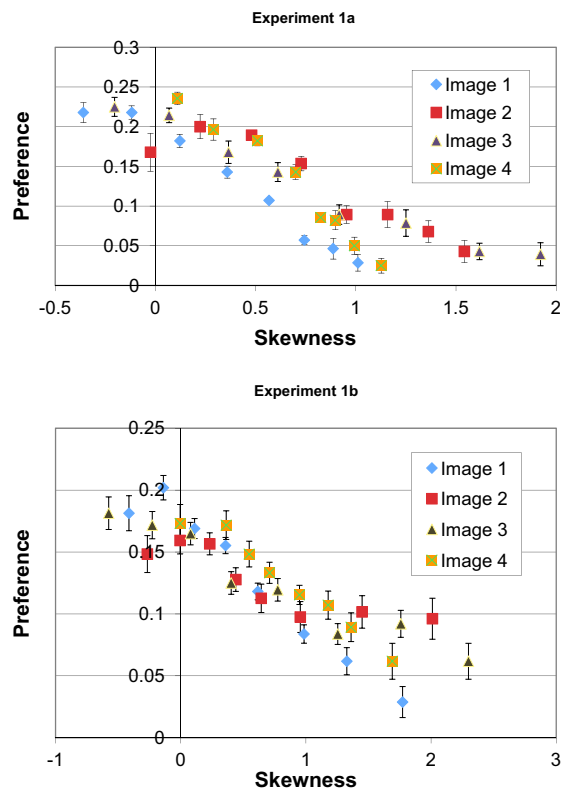 Experiment 1a
0.3
0.25
0.2
0.15
0.1
0.05
0
-0.5 0 0.5 1 1.5 2
Preference
Skewness
Image 1
Image 2
Image 3
Image 4
Experiment 1b
0.25
0.2
0.15
0.1
0.05
0
-1 0 1 2 3
Preference
Skewness
Image 1
Image 2
Image 3
Image 4